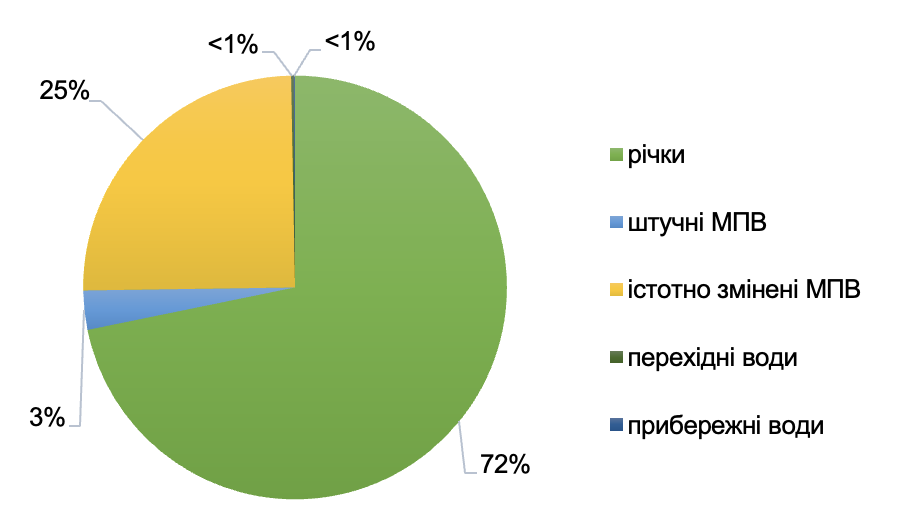 <1%
<1%
25%
3%
72%
річки
штучні МПВ
істотно змінені МПВ
перехідні води
прибережні води